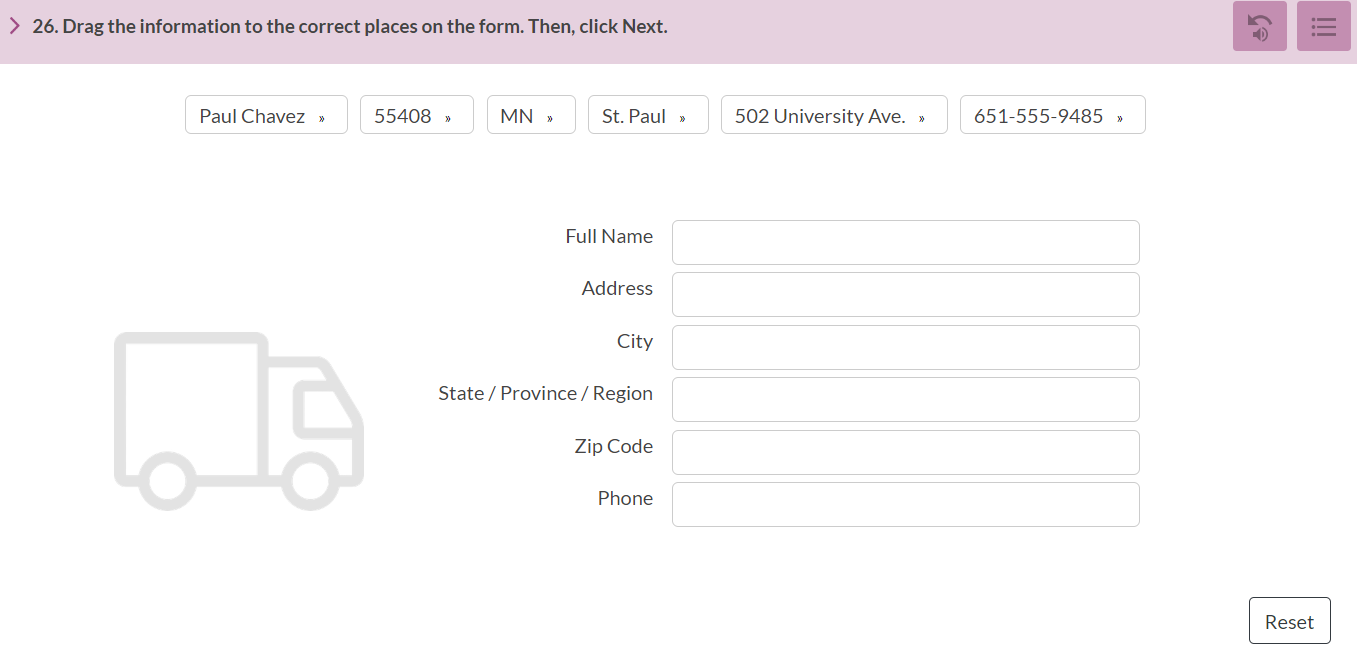 26. Drag the information to the correct places on the form. Then, click Next.
Paul Chavez » 55408 » MN » St. Paul » 502 University Ave. » 651-555-9485 »
Full Name
Address
City
State / Province / Region
Zip Code
Phone
Reset